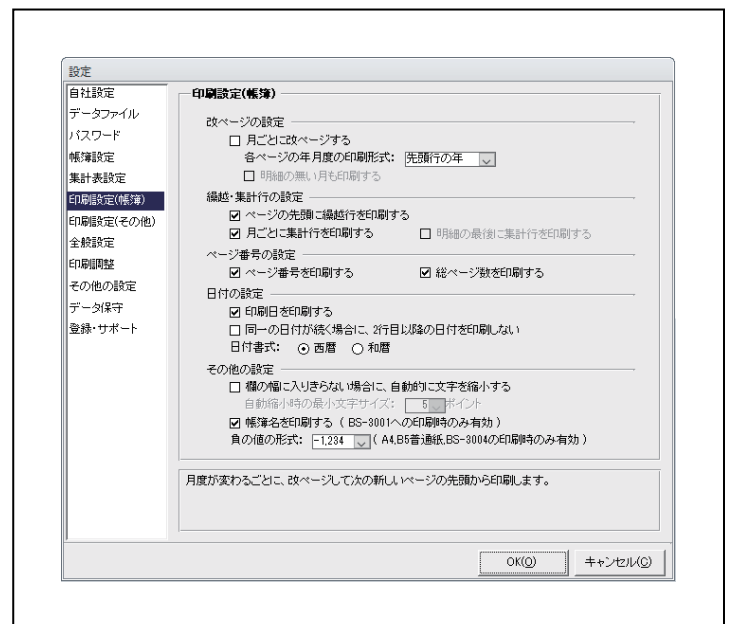 設定
自社設定
データファイル
パスワード
帳簿設定
集計表設定
印刷設定(帳簿)
印刷設定(その他)
全般設定
印刷調整
その他の設定
データ保守
登録・サポート
印刷設定(帳簿)
改ページの設定
月ごとに改ページする
各ページの年月度の印刷形式: 先頭行の年
明細の無い月も印刷する
繰越・集計行の設定
ページの先頭に繰越行を印刷する
月ごとに集計行を印刷する 明細の最後に集計行を印刷する
ページ番号の設定
ページ番号を印刷する 総ページ数を印刷する
日付の設定
印刷日を印刷する
同一の日付が続く場合に、2行目以降の日付を印刷しない
日付書式: 西暦 和暦
その他の設定
欄の幅に入りきらない場合に、自動的に文字を縮小する
自動縮小時の最小文字サイズ: 5 ポイント
帳簿名を印刷する ( BS-3001への印刷時のみ有効 )
負の値の形式: -1,234 ( A4,B5普通紙,BS-3004の印刷時のみ有効 )
月度が変わるごとに、改ページして次の新しいページの先頭から印刷します。
OK(O) キャンセル(C)